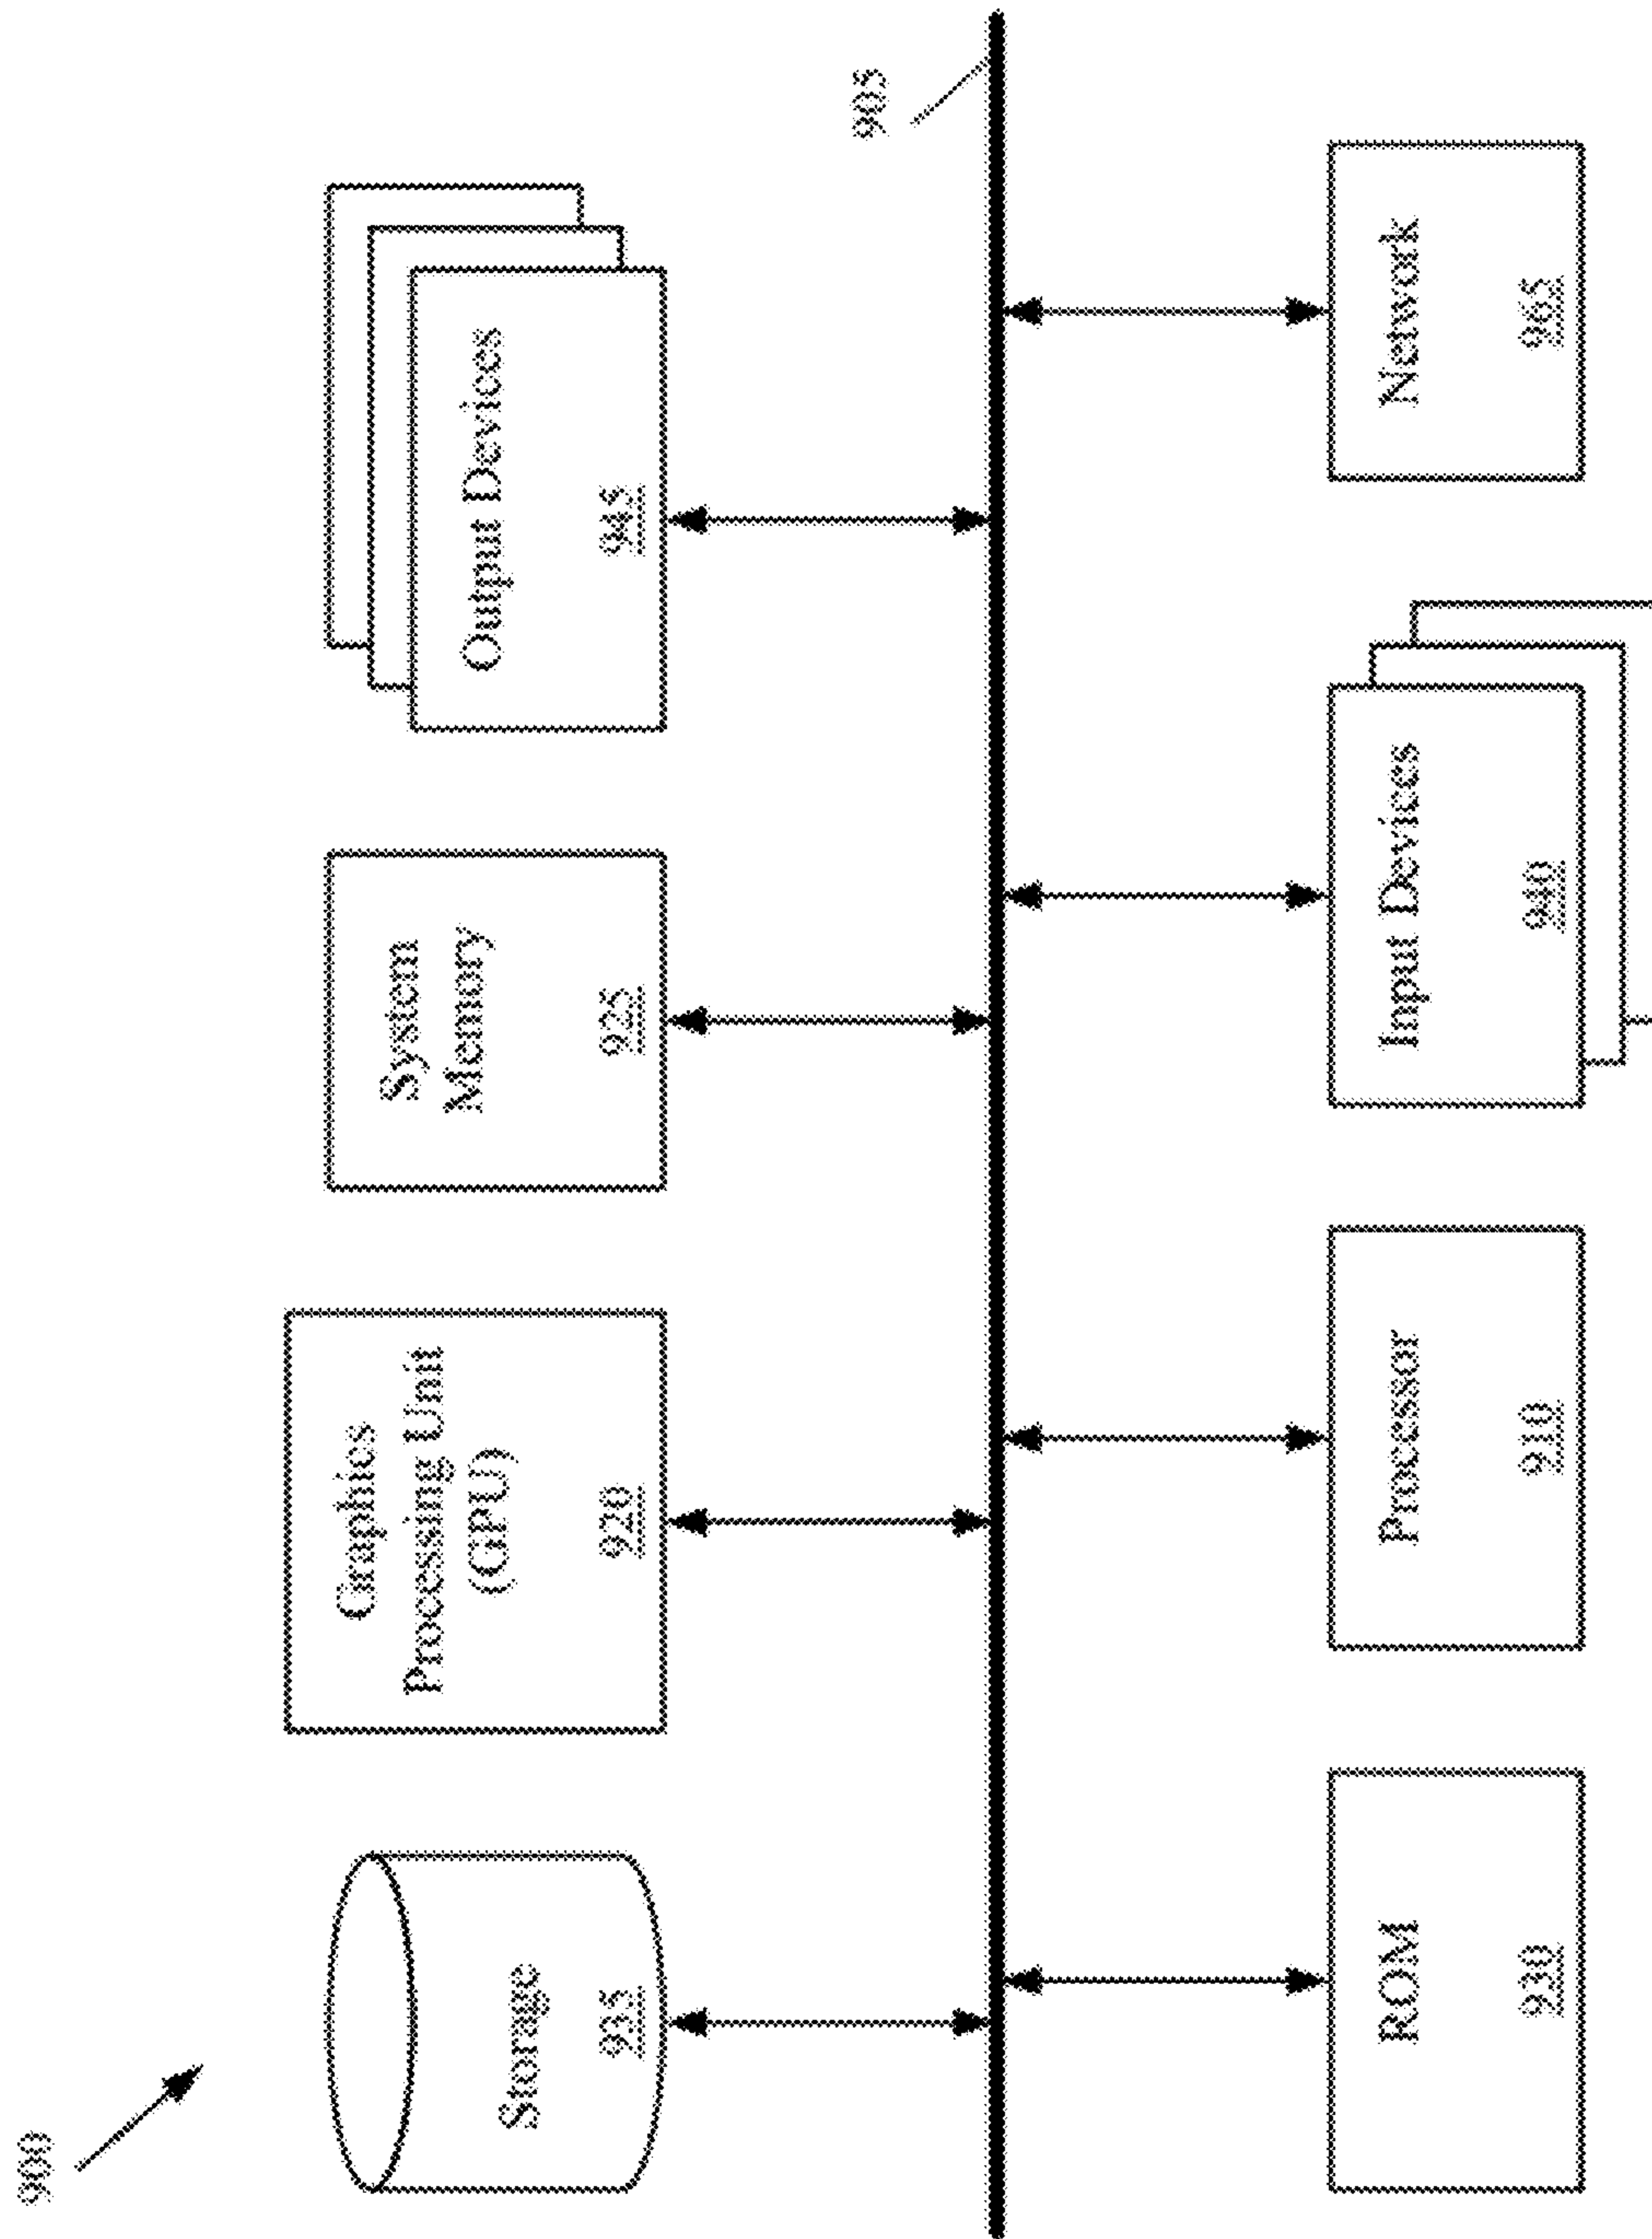 900
Storage
935
Graphics
Processing Unit
(GPU)
920
System
Memory
925
Output Devices
945
905
ROM
930
Processor
910
Input Devices
940
Network
965